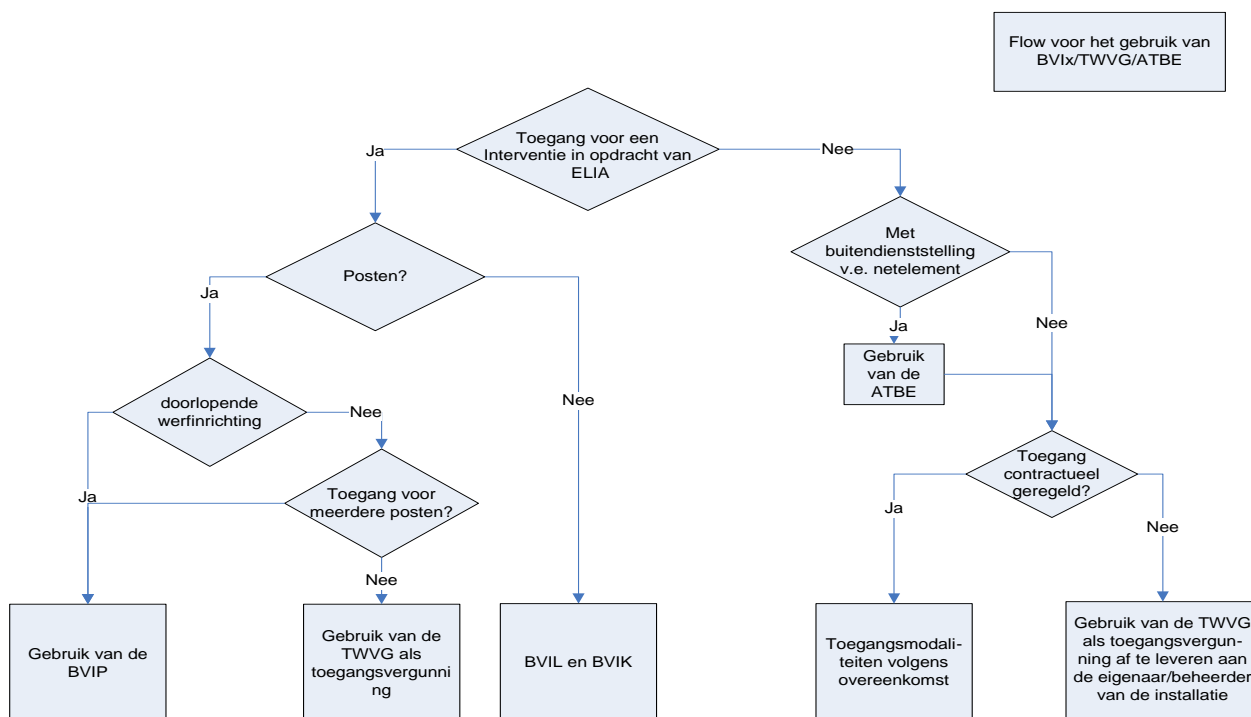 Flow voor het gebruik van
BVIx/TWVG/ATBE
Toegang voor een
Interventie in opdracht van
ELIA
Ja
Nee
Met
buitendienststelling
v.e. netelement
Posten?
Ja
Ja
Nee
Gebruik
van de
ATBE
doorlopende
werfinrichting
Nee
Nee
Toegang
contractueel
geregeld?
Toegang voor
meerdere posten?
Ja
Ja
Nee
Nee
Gebruik van de
BVIP
Gebruik van de
TWVG als
toegangsvergunni
ng
BVIL en BVIK
Toegangsmodali-
teiten volgens
overeenkomst
Gebruik van de TWVG
als toegangsvergun-
ning af te leveren aan
de eigenaar/beheerder
van de installatie